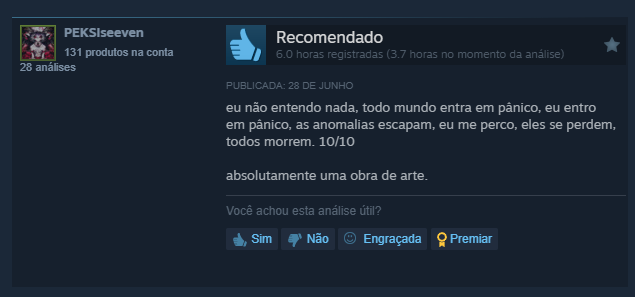 PEKSIseeven
131 produtos na conta
28 análises
Recomendado
6.0 horas registradas (3.7 horas no momento da análise)
PUBLICADA: 28 DE JUNHO
eu não entendo nada, todo mundo entra em pânico, eu entro
em pânico, as anomalias escapam, eu me perco, eles se perdem,
todos morrem. 10/10
absolutamente uma obra de arte.
Você achou esta análise útil?
Sim
Não
Engraçada
Premiar